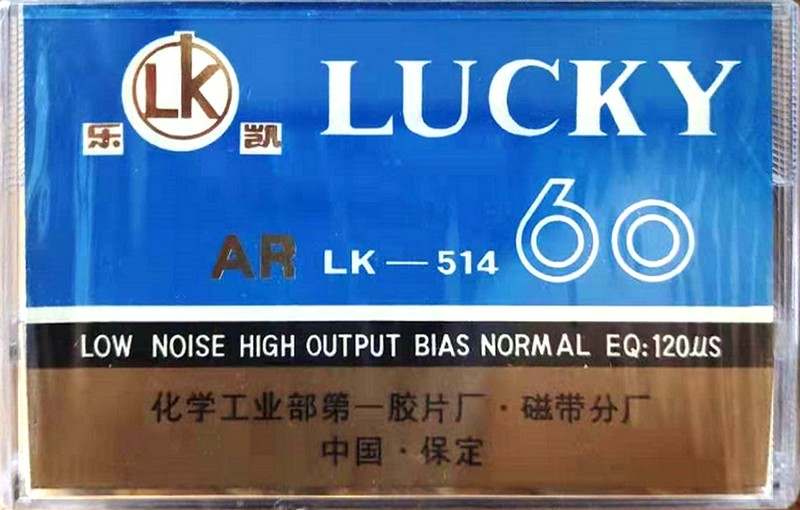 LK
LUCKY
乐 凯
60
AR LK—514
LOW NOISE HIGH OUTPUT BIAS NORMAL EQ:120µS
化学工业部第一胶片厂·磁带分厂
中国·保定